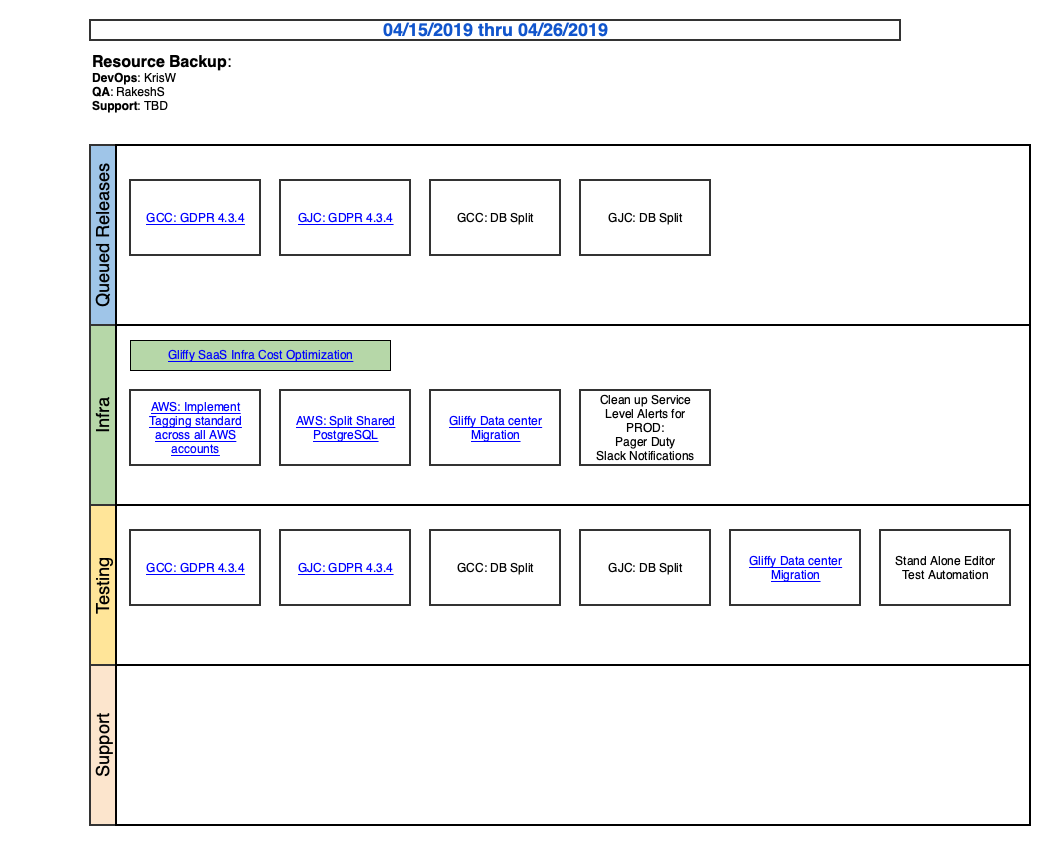 04/15/2019 thru 04/26/2019
Resource Backup:
DevOps: KrisW
QA: RakeshS
Support: TBD
Queued Releases
GCC: GDPR 4.3.4
GJC: GDPR 4.3.4
GCC: DB Split
GJC: DB Split
Infra
Gliffy SaaS Infra Cost Optimization
AWS: Implement
Tagging standard
across all AWS
accounts
AWS: Split Shared
PostgreSQL
Gliffy Data center
Migration
Clean up Service
Level Alerts for
PROD:
Pager Duty
Slack Notifications
Testing
GCC: GDPR 4.3.4
GJC: GDPR 4.3.4
GCC: DB Split
GJC: DB Split
Gliffy Data center
Migration
Stand Alone Editor
Test Automation
Support